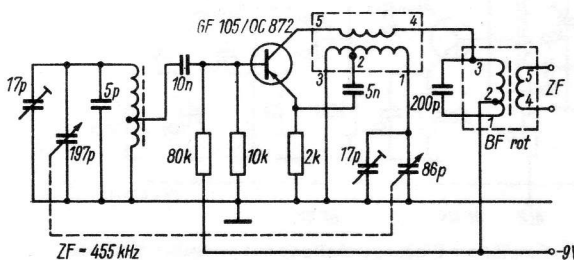 GF 105/OC 872
5
4
3
2
1
17p
5p
10n
197p
5n
200p
3
2
1
5
4
ZF
BF rot
80k
10k
2k
17p
86p
ZF = 455 kHz
-9V